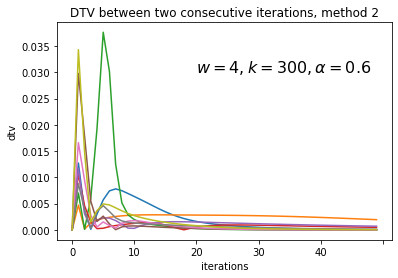 DTV between two consecutive iterations, method 2
w = 4, k = 300, α = 0.6
dtv
0.035
0.030
0.025
0.020
0.015
0.010
0.005
0.000
0 10 20 30 40
iterations